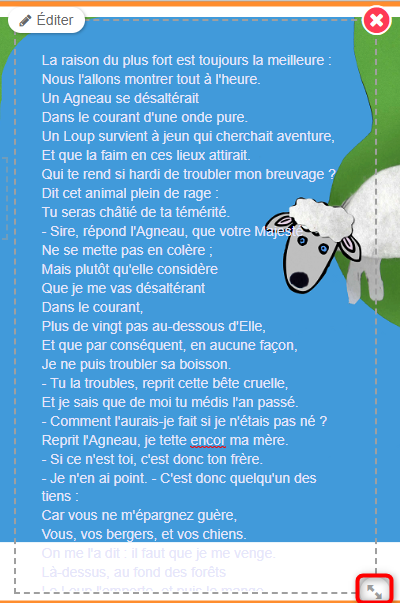 Éditer
La raison du plus fort est toujours la meilleure :
Nous l'allons montrer tout à l'heure.
Un Agneau se désaltérait
Dans le courant d'une onde pure.
Un Loup survient à jeun qui cherchait aventure,
Et que la faim en ces lieux attirait.
Qui te rend si hardi de troubler mon breuvage ?
Dit cet animal plein de rage :
Tu seras châtié de ta témérité.
- Sire, répond l'Agneau, que votre Majesté
Ne se mette pas en colère ;
Mais plutôt qu'elle considère
Que je me vas désaltérant
Dans le courant,
Plus de vingt pas au-dessous d'Elle,
Et que par conséquent, en aucune façon,
Je ne puis troubler sa boisson.
- Tu la troubles, reprit cette bête cruelle,
Et je sais que de moi tu médis l'an passé.
- Comment l'aurais-je fait si je n'étais pas né ?
Reprit l'Agneau, je tette encor ma mère.
- Si ce n'est toi, c'est donc ton frère.
- Je n'en ai point. - C'est donc quelqu'un des
tiens :
Car vous ne m'épargnez guère,
Vous, vos bergers, et vos chiens.
On me l'a dit : il faut que je me venge.
Là-dessus, au fond des forêts
Le Loup l'emporte, et puis le mange,